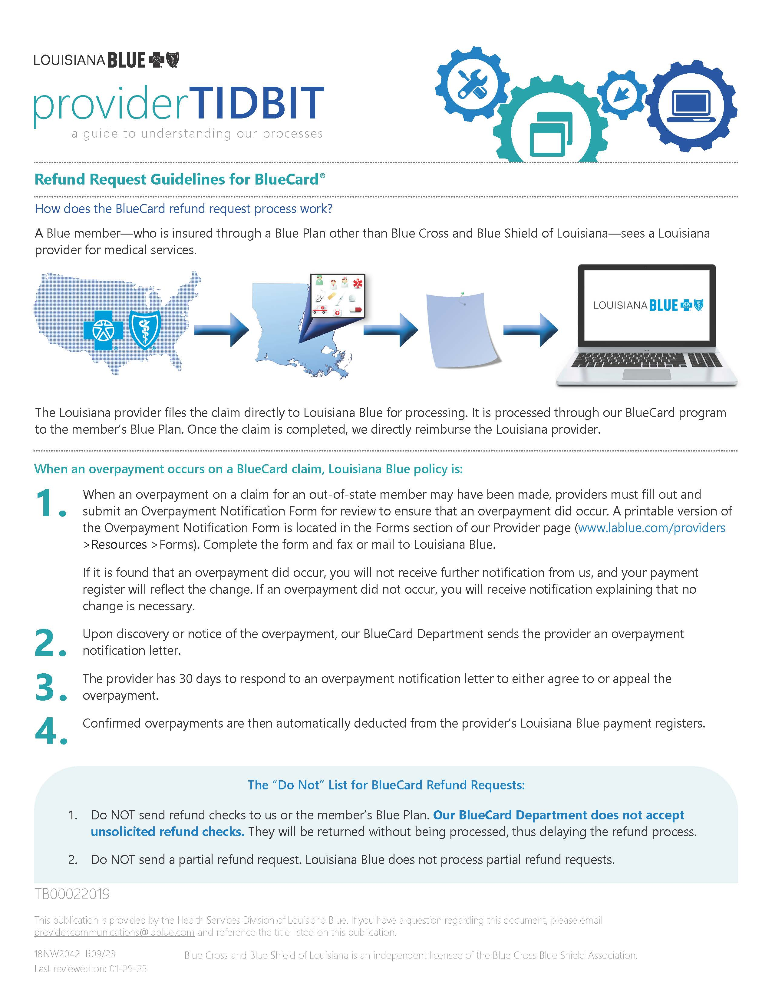 LOUISIANA BLUE
providerTIDBIT
a guide to understanding our processes
Refund Request Guidelines for BlueCard®
How does the BlueCard refund request process work?
A Blue member—who is insured through a Blue Plan other than Blue Cross and Blue Shield of Louisiana—sees a Louisiana
provider for medical services.
LOUISIANA BLUE
The Louisiana provider files the claim directly to Louisiana Blue for processing. It is processed through our BlueCard program
to the member’s Blue Plan. Once the claim is completed, we directly reimburse the Louisiana provider.
When an overpayment occurs on a BlueCard claim, Louisiana Blue policy is:
1. When an overpayment on a claim for an out-of-state member may have been made, providers must fill out and
submit an Overpayment Notification Form for review to ensure that an overpayment did occur. A printable version of
the Overpayment Notification Form is located in the Forms section of our Provider page (www.lablue.com/providers
>Resources >Forms). Complete the form and fax or mail to Louisiana Blue.
If it is found that an overpayment did occur, you will not receive further notification from us, and your payment
register will reflect the change. If an overpayment did not occur, you will receive notification explaining that no
change is necessary.
2. Upon discovery or notice of the overpayment, our BlueCard Department sends the provider an overpayment
notification letter.
3. The provider has 30 days to respond to an overpayment notification letter to either agree to or appeal the
overpayment.
4. Confirmed overpayments are then automatically deducted from the provider’s Louisiana Blue payment registers.
The “Do Not” List for BlueCard Refund Requests:
1. Do NOT send refund checks to us or the member’s Blue Plan. Our BlueCard Department does not accept
unsolicited refund checks. They will be returned without being processed, thus delaying the refund process.
2. Do NOT send a partial refund request. Louisiana Blue does not process partial refund requests.
TB00022019
This publication is provided by the Health Services Division of Louisiana Blue. If you have a question regarding this document, please email
provider.communications@lablue.com and reference the title listed on this publication.
18NW2042 R09/23 Blue Cross and Blue Shield of Louisiana is an independent licensee of the Blue Cross Blue Shield Association.
Last reviewed on: 01-29-25